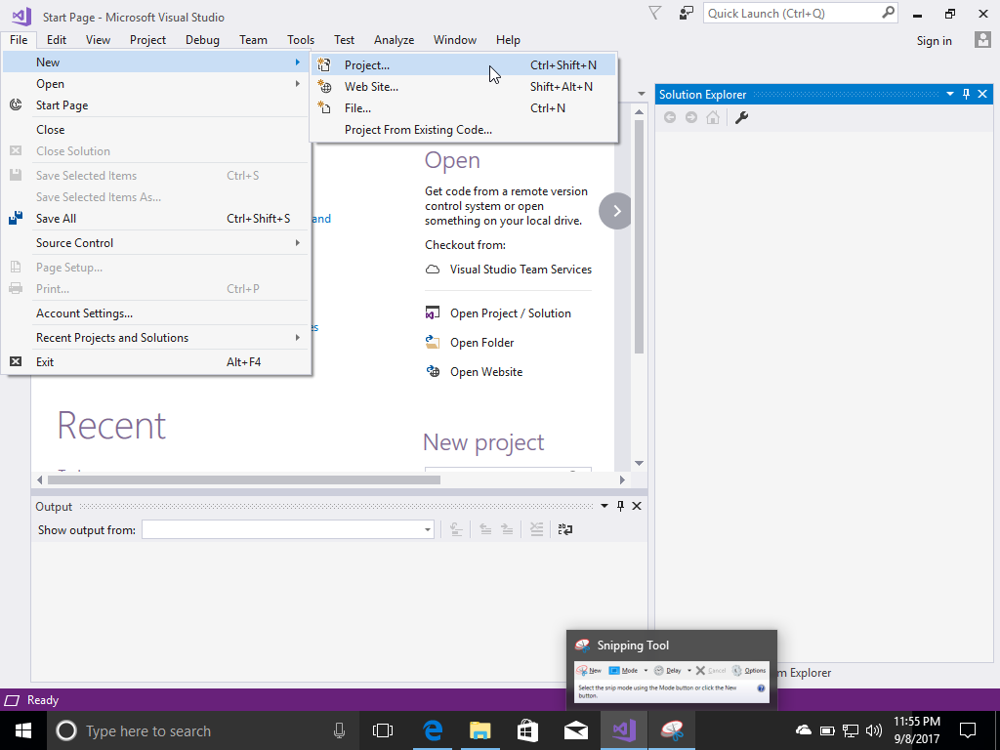 Start Page - Microsoft Visual Studio
Quick Launch (Ctrl+Q)
File Edit View Project Debug Team Tools Test Analyze Window Help
Sign in
New
Open
Start Page
Close
Close Solution
Save Selected Items Ctrl+S
Save Selected Items As...
Save All Ctrl+Shift+S
Source Control
Page Setup...
Print... Ctrl+P
Account Settings...
Recent Projects and Solutions
Exit Alt+F4
Project... Ctrl+Shift+N
Web Site... Shift+Alt+N
File... Ctrl+N
Project From Existing Code...
and
Open
Get code from a remote version
control system or open
something on your local drive.
Checkout from:
Visual Studio Team Services
Open Project / Solution
Open Folder
Open Website
Recent
New project
Solution Explorer
Output
Show output from:
Snipping Tool
New Mode Delay Cancel Options
Select the snip mode using the Mode button or click the New
button.
Explorer
Ready
Type here to search
11:55 PM
9/8/2017